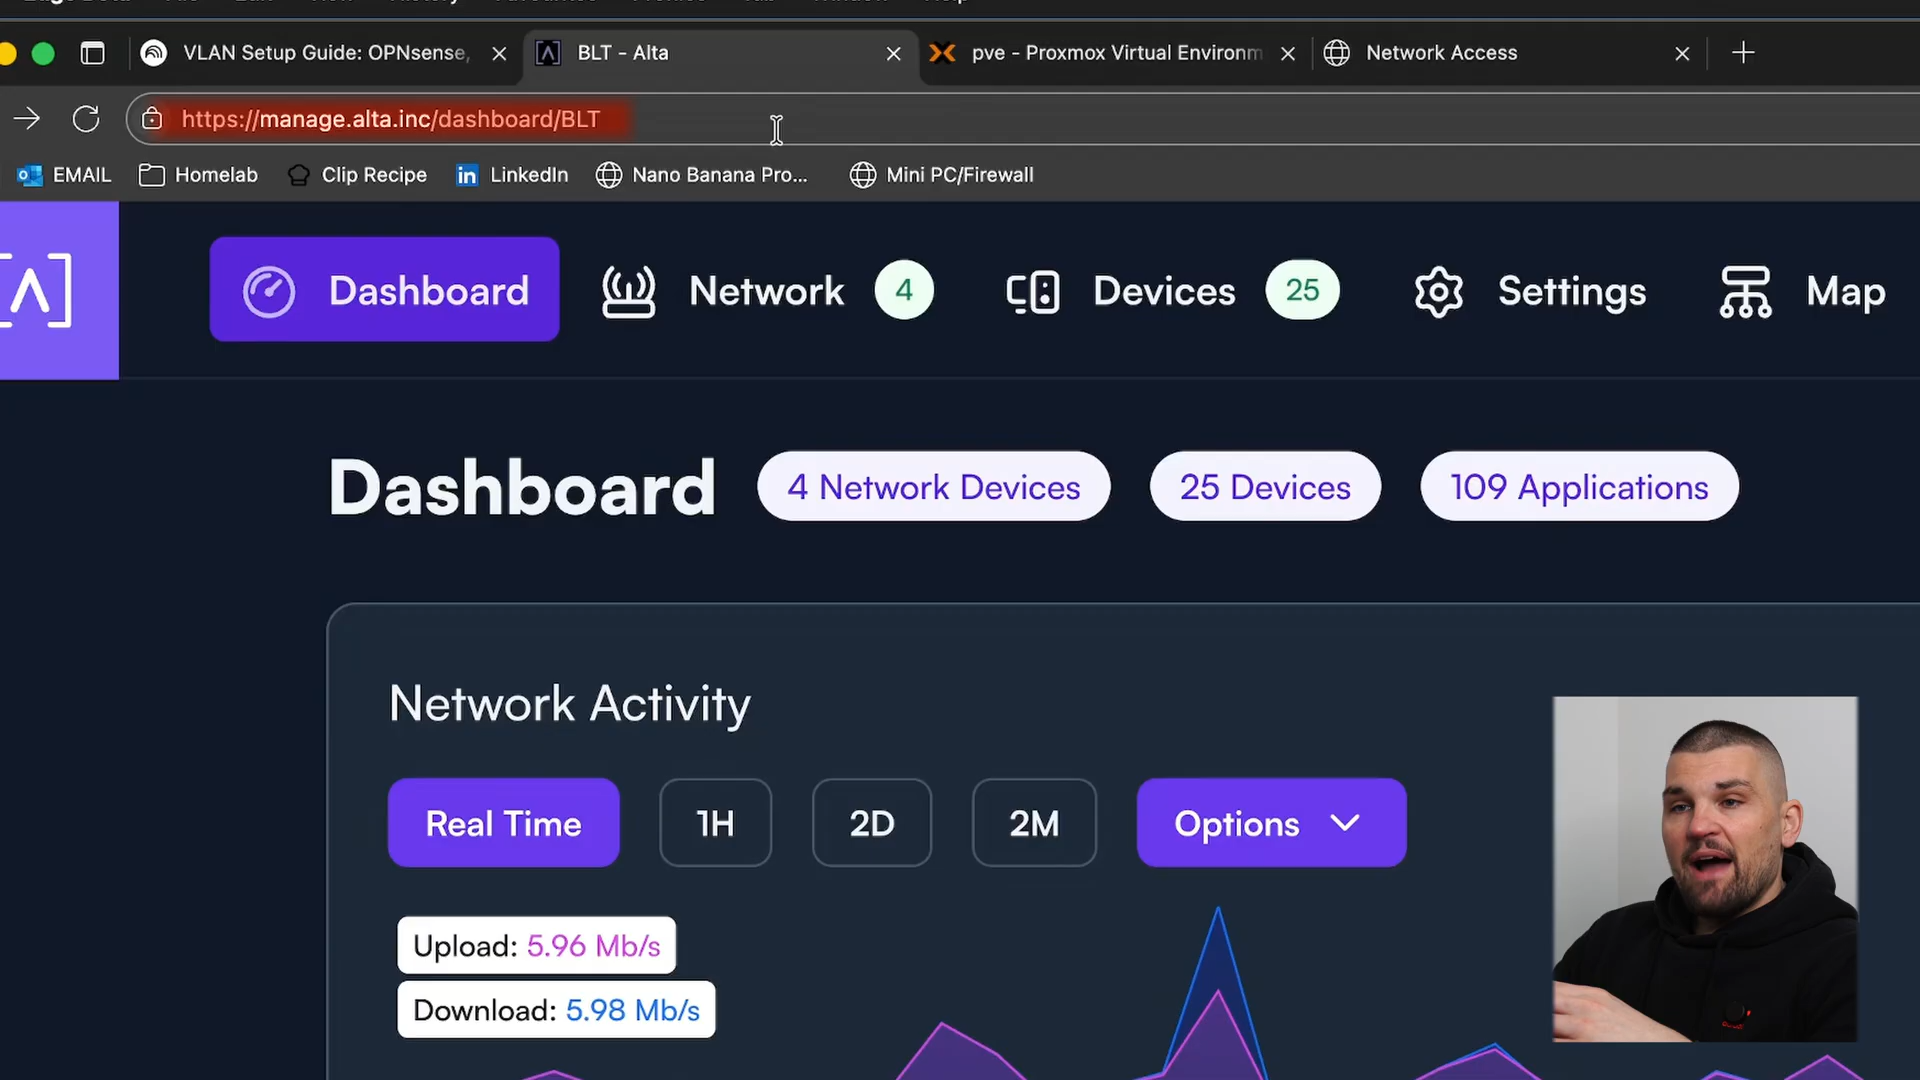 VLAN Setup Guide: OPNsense,
BLT - Alta
pve - Proxmox Virtual Environm
Network Access
https://manage.alta.inc/dashboard/BLT
EMAIL
Homelab
Clip Recipe
LinkedIn
Nano Banana Pro...
Mini PC/Firewall
Dashboard
Network 4
Devices 25
Settings
Map
Dashboard
4 Network Devices
25 Devices
109 Applications
Network Activity
Real Time
1H
2D
2M
Options
Upload: 5.96 Mb/s
Download: 5.98 Mb/s